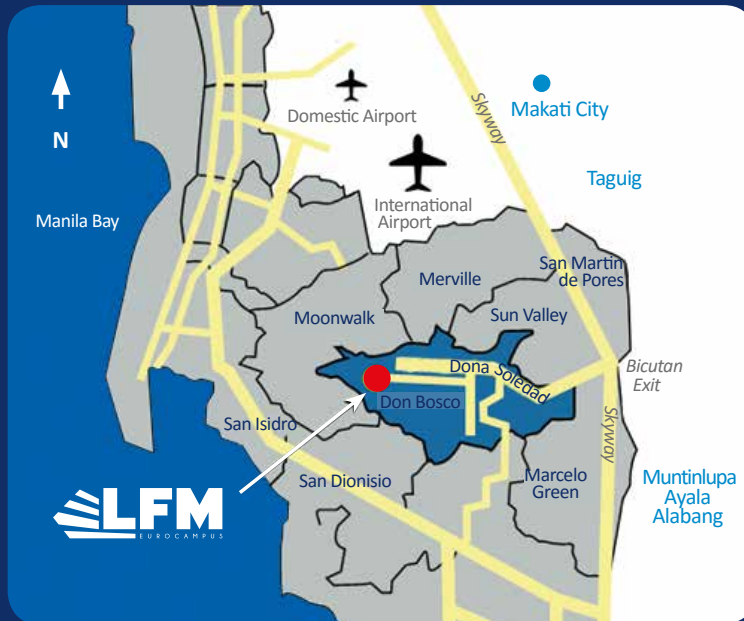 N
Manila Bay
Domestic Airport
International
Airport
Skyway
Makati City
Taguig
Merville
San Martin
de Pores
Moonwalk
Sun Valley
Dona Soledad
Don Bosco
Bicutan
Exit
San Isidro
San Dionisio
Marcelo
Green
Skyway
Muntinlupa
Ayala
Alabang
LFM
EUROCAMPUS